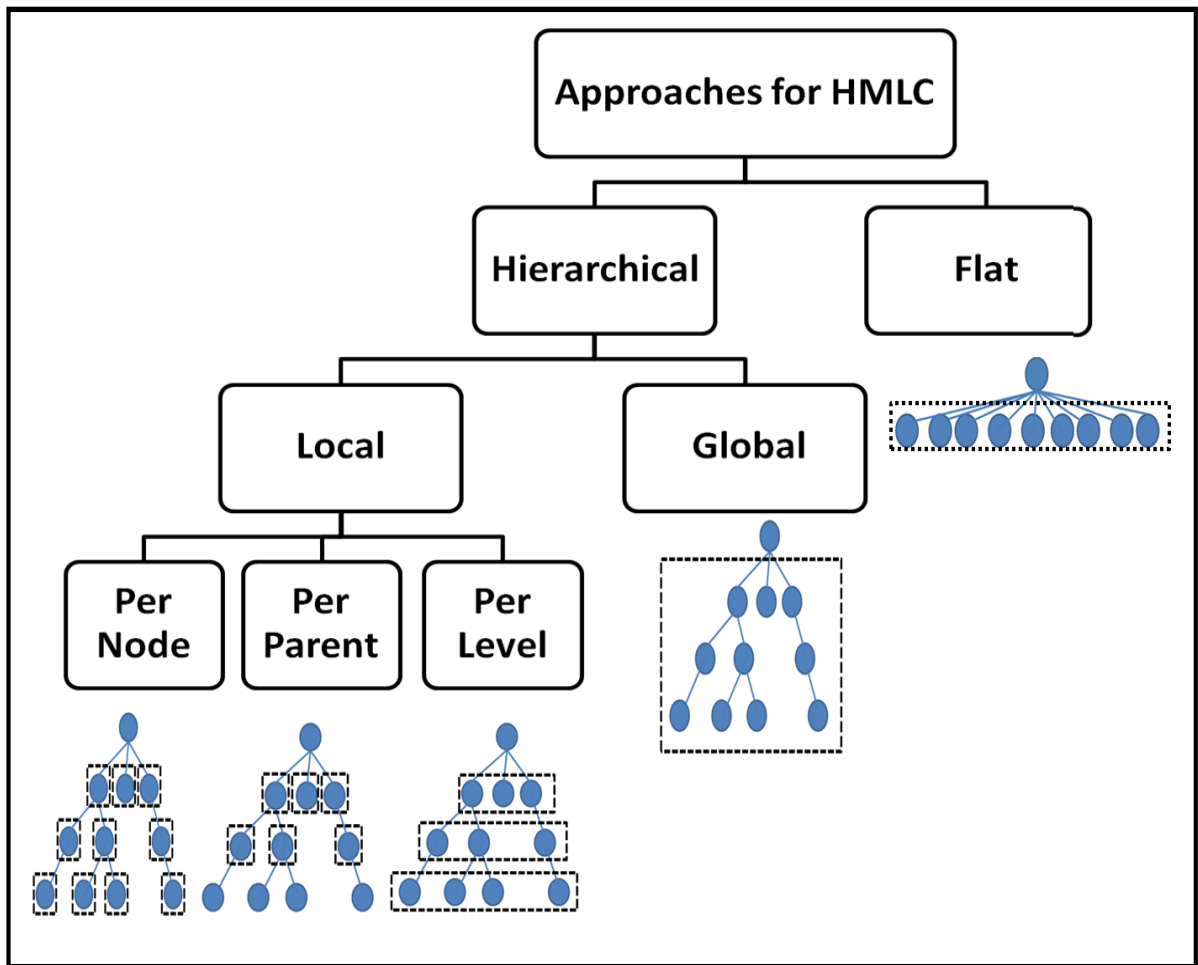 Approaches for HMLC
Hierarchical
Flat
Local
Global
Per
Node
Per
Parent
Per
Level